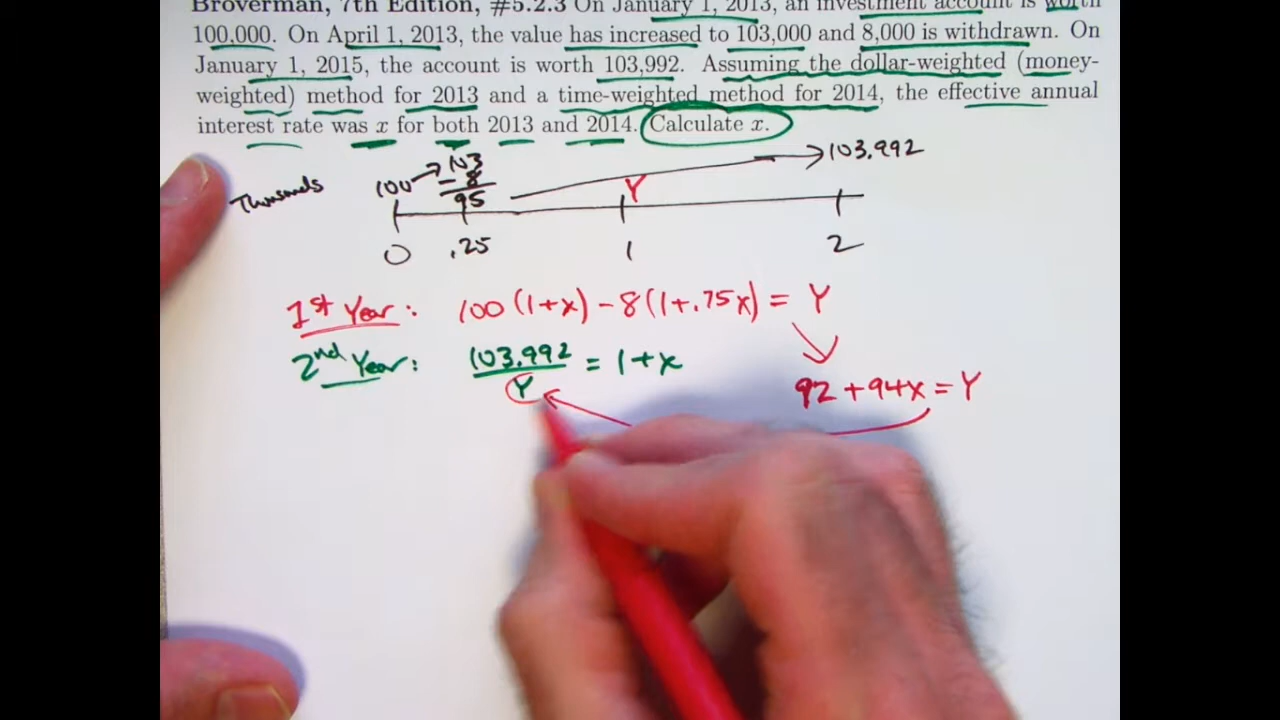 Broverman, 7th Edition, #5.2.3 On January 1, 2013, an investment account is worth
100,000. On April 1, 2013, the value has increased to 103,000 and 8,000 is withdrawn. On
January 1, 2015, the account is worth 103,992. Assuming the dollar-weighted (money-
weighted) method for 2013 and a time-weighted method for 2014, the effective annual
interest rate was x for both 2013 and 2014. Calculate x.
Thousands
100 → 103
- 8
95
Y
→ 103.992
0 .25 1 2
1st Year: 100(1+x) - 8(1+.75x) = Y
2nd Year: 103.992/Y = 1+x
92 + 94x = Y